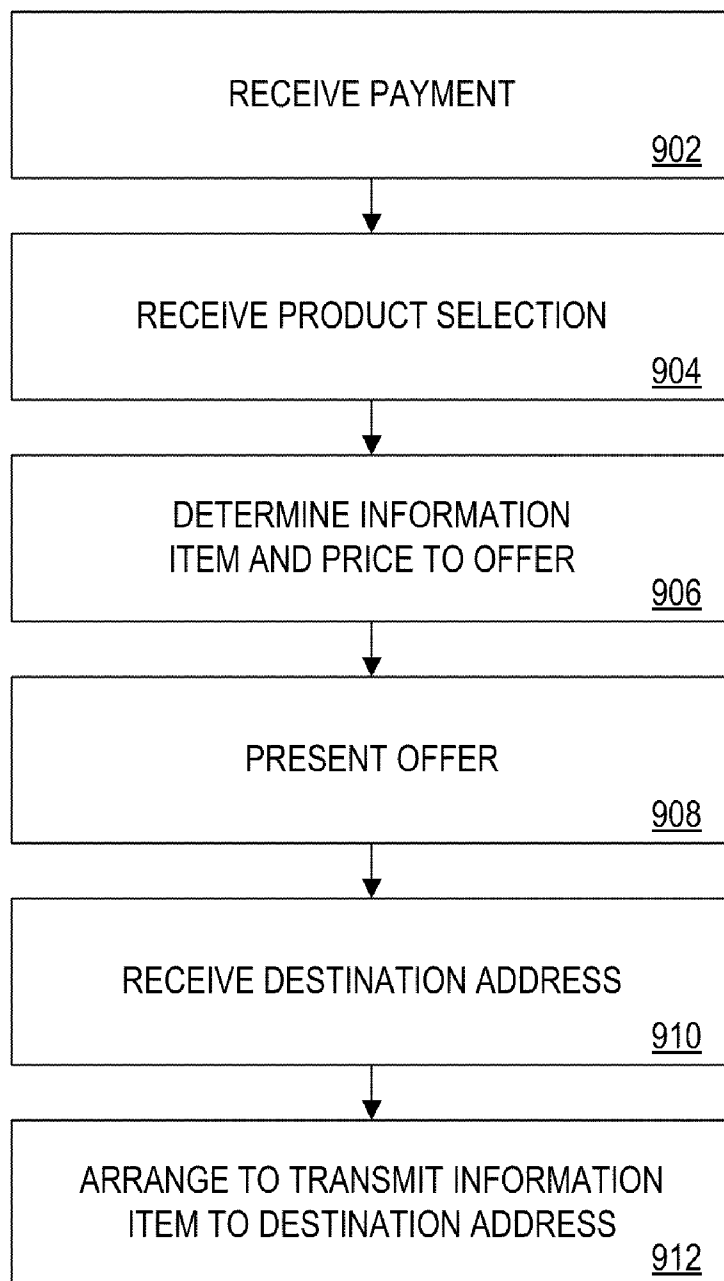 RECEIVE PAYMENT
902
RECEIVE PRODUCT SELECTION
904
DETERMINE INFORMATION
ITEM AND PRICE TO OFFER
906
PRESENT OFFER
908
RECEIVE DESTINATION ADDRESS
910
ARRANGE TO TRANSMIT INFORMATION
ITEM TO DESTINATION ADDRESS
912